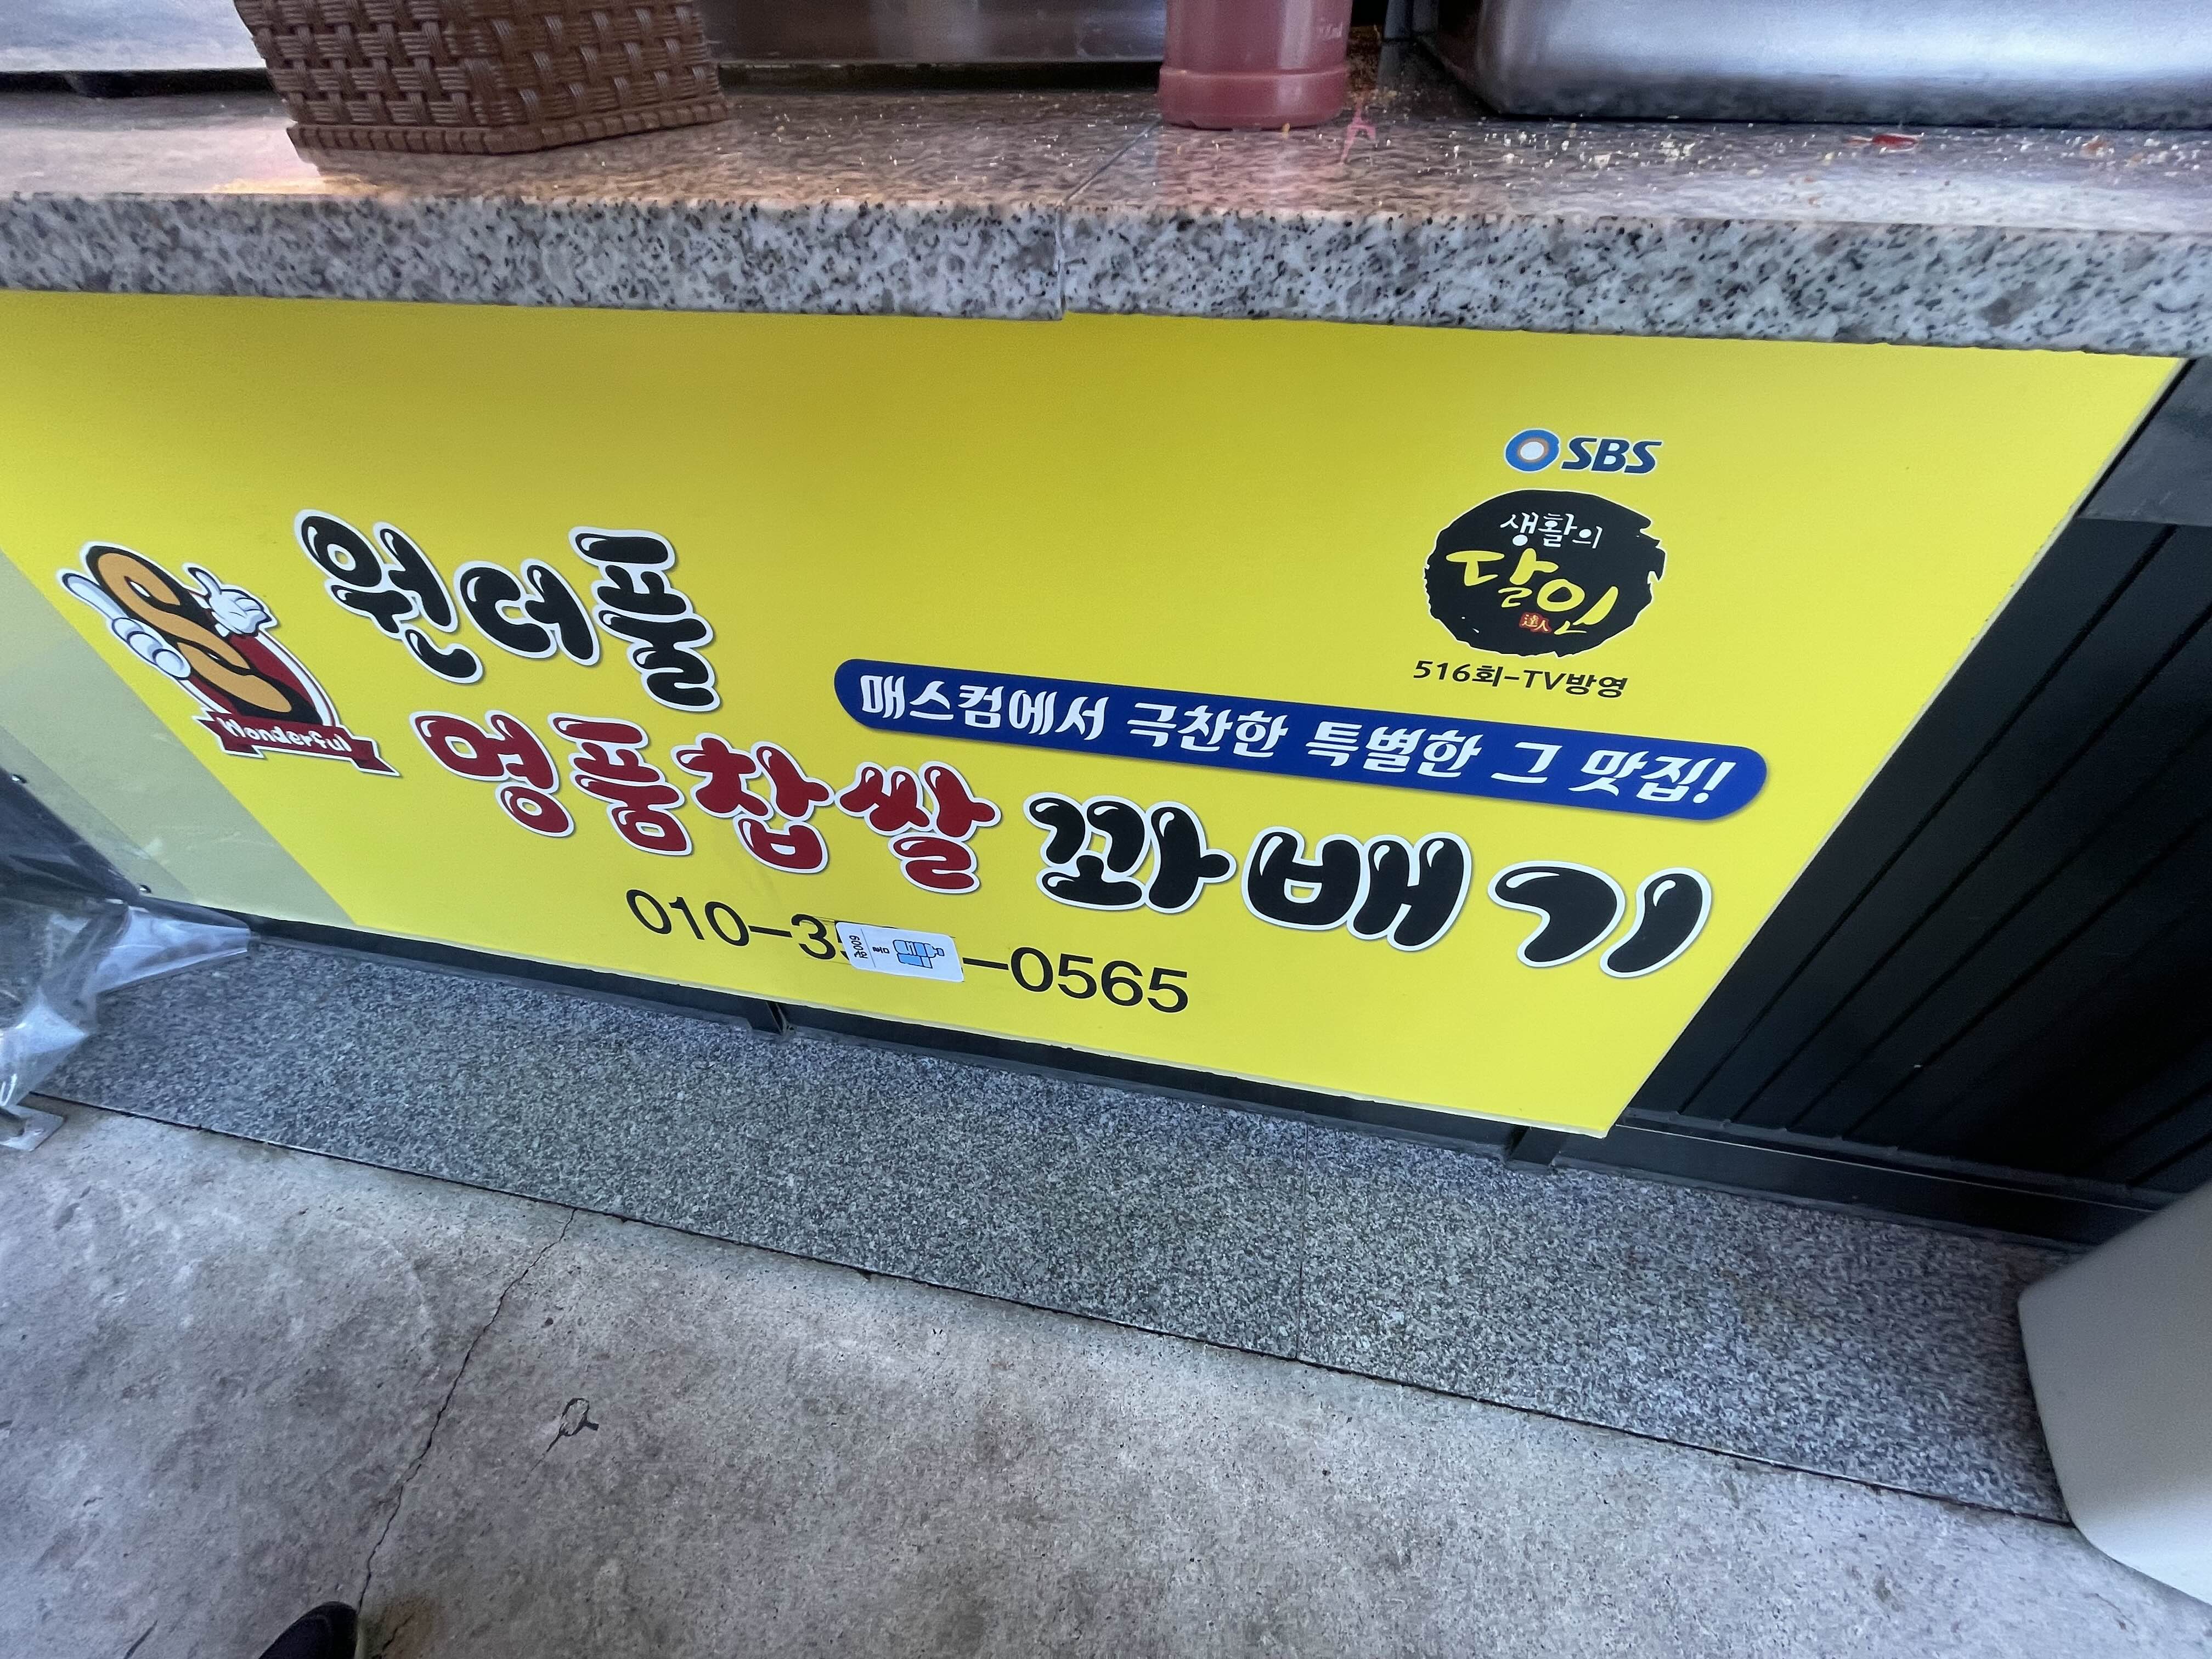 SBS
생활의
달인
達人
516회-TV방영
원더풀
Wonderful
매스컴에서 극찬한 특별한 그 맛집!
영품찹쌀 꽈배기
010-3
-0565